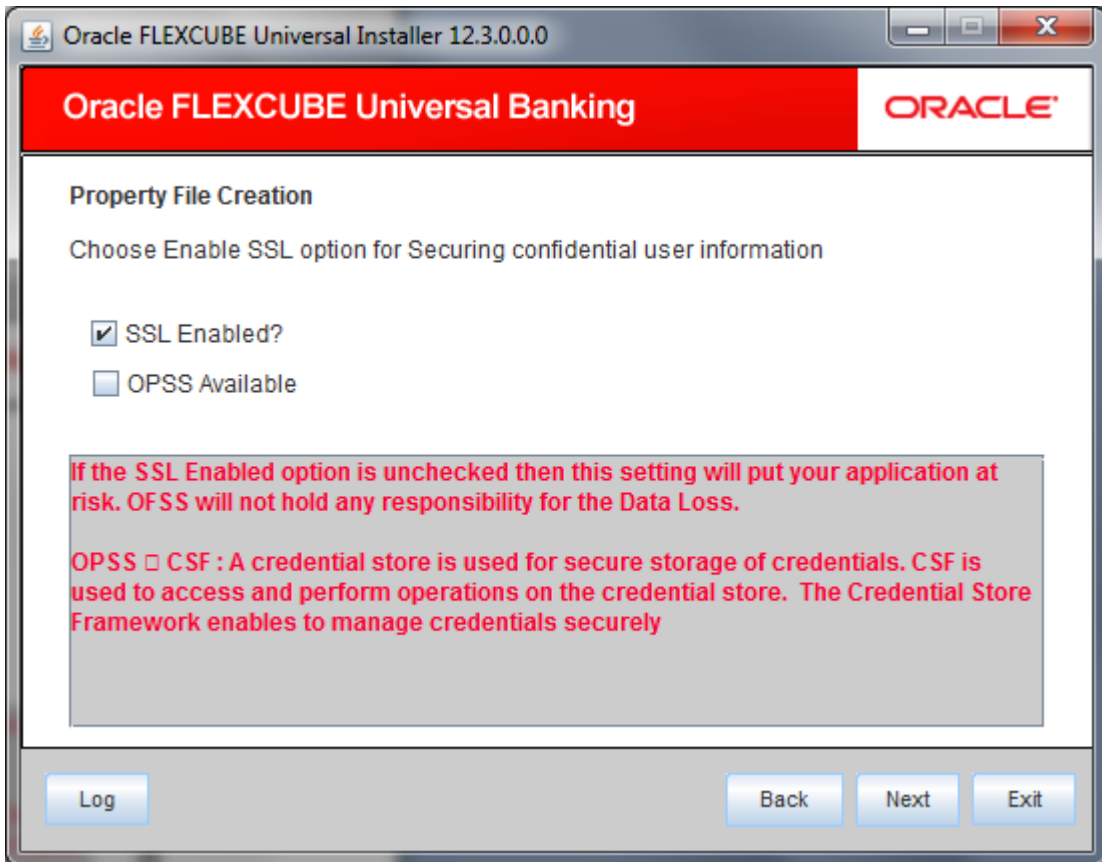 Oracle FLEXCUBE Universal Installer 12.3.0.0.0
Oracle FLEXCUBE Universal Banking
ORACLE
Property File Creation
Choose Enable SSL option for Securing confidential user information
SSL Enabled?
OPSS Available
If the SSL Enabled option is unchecked then this setting will put your application at
risk. OFSS will not hold any responsibility for the Data Loss.
OPSS □ CSF : A credential store is used for secure storage of credentials. CSF is
used to access and perform operations on the credential store.  The Credential Store
Framework enables to manage credentials securely
Log
Back
Next
Exit